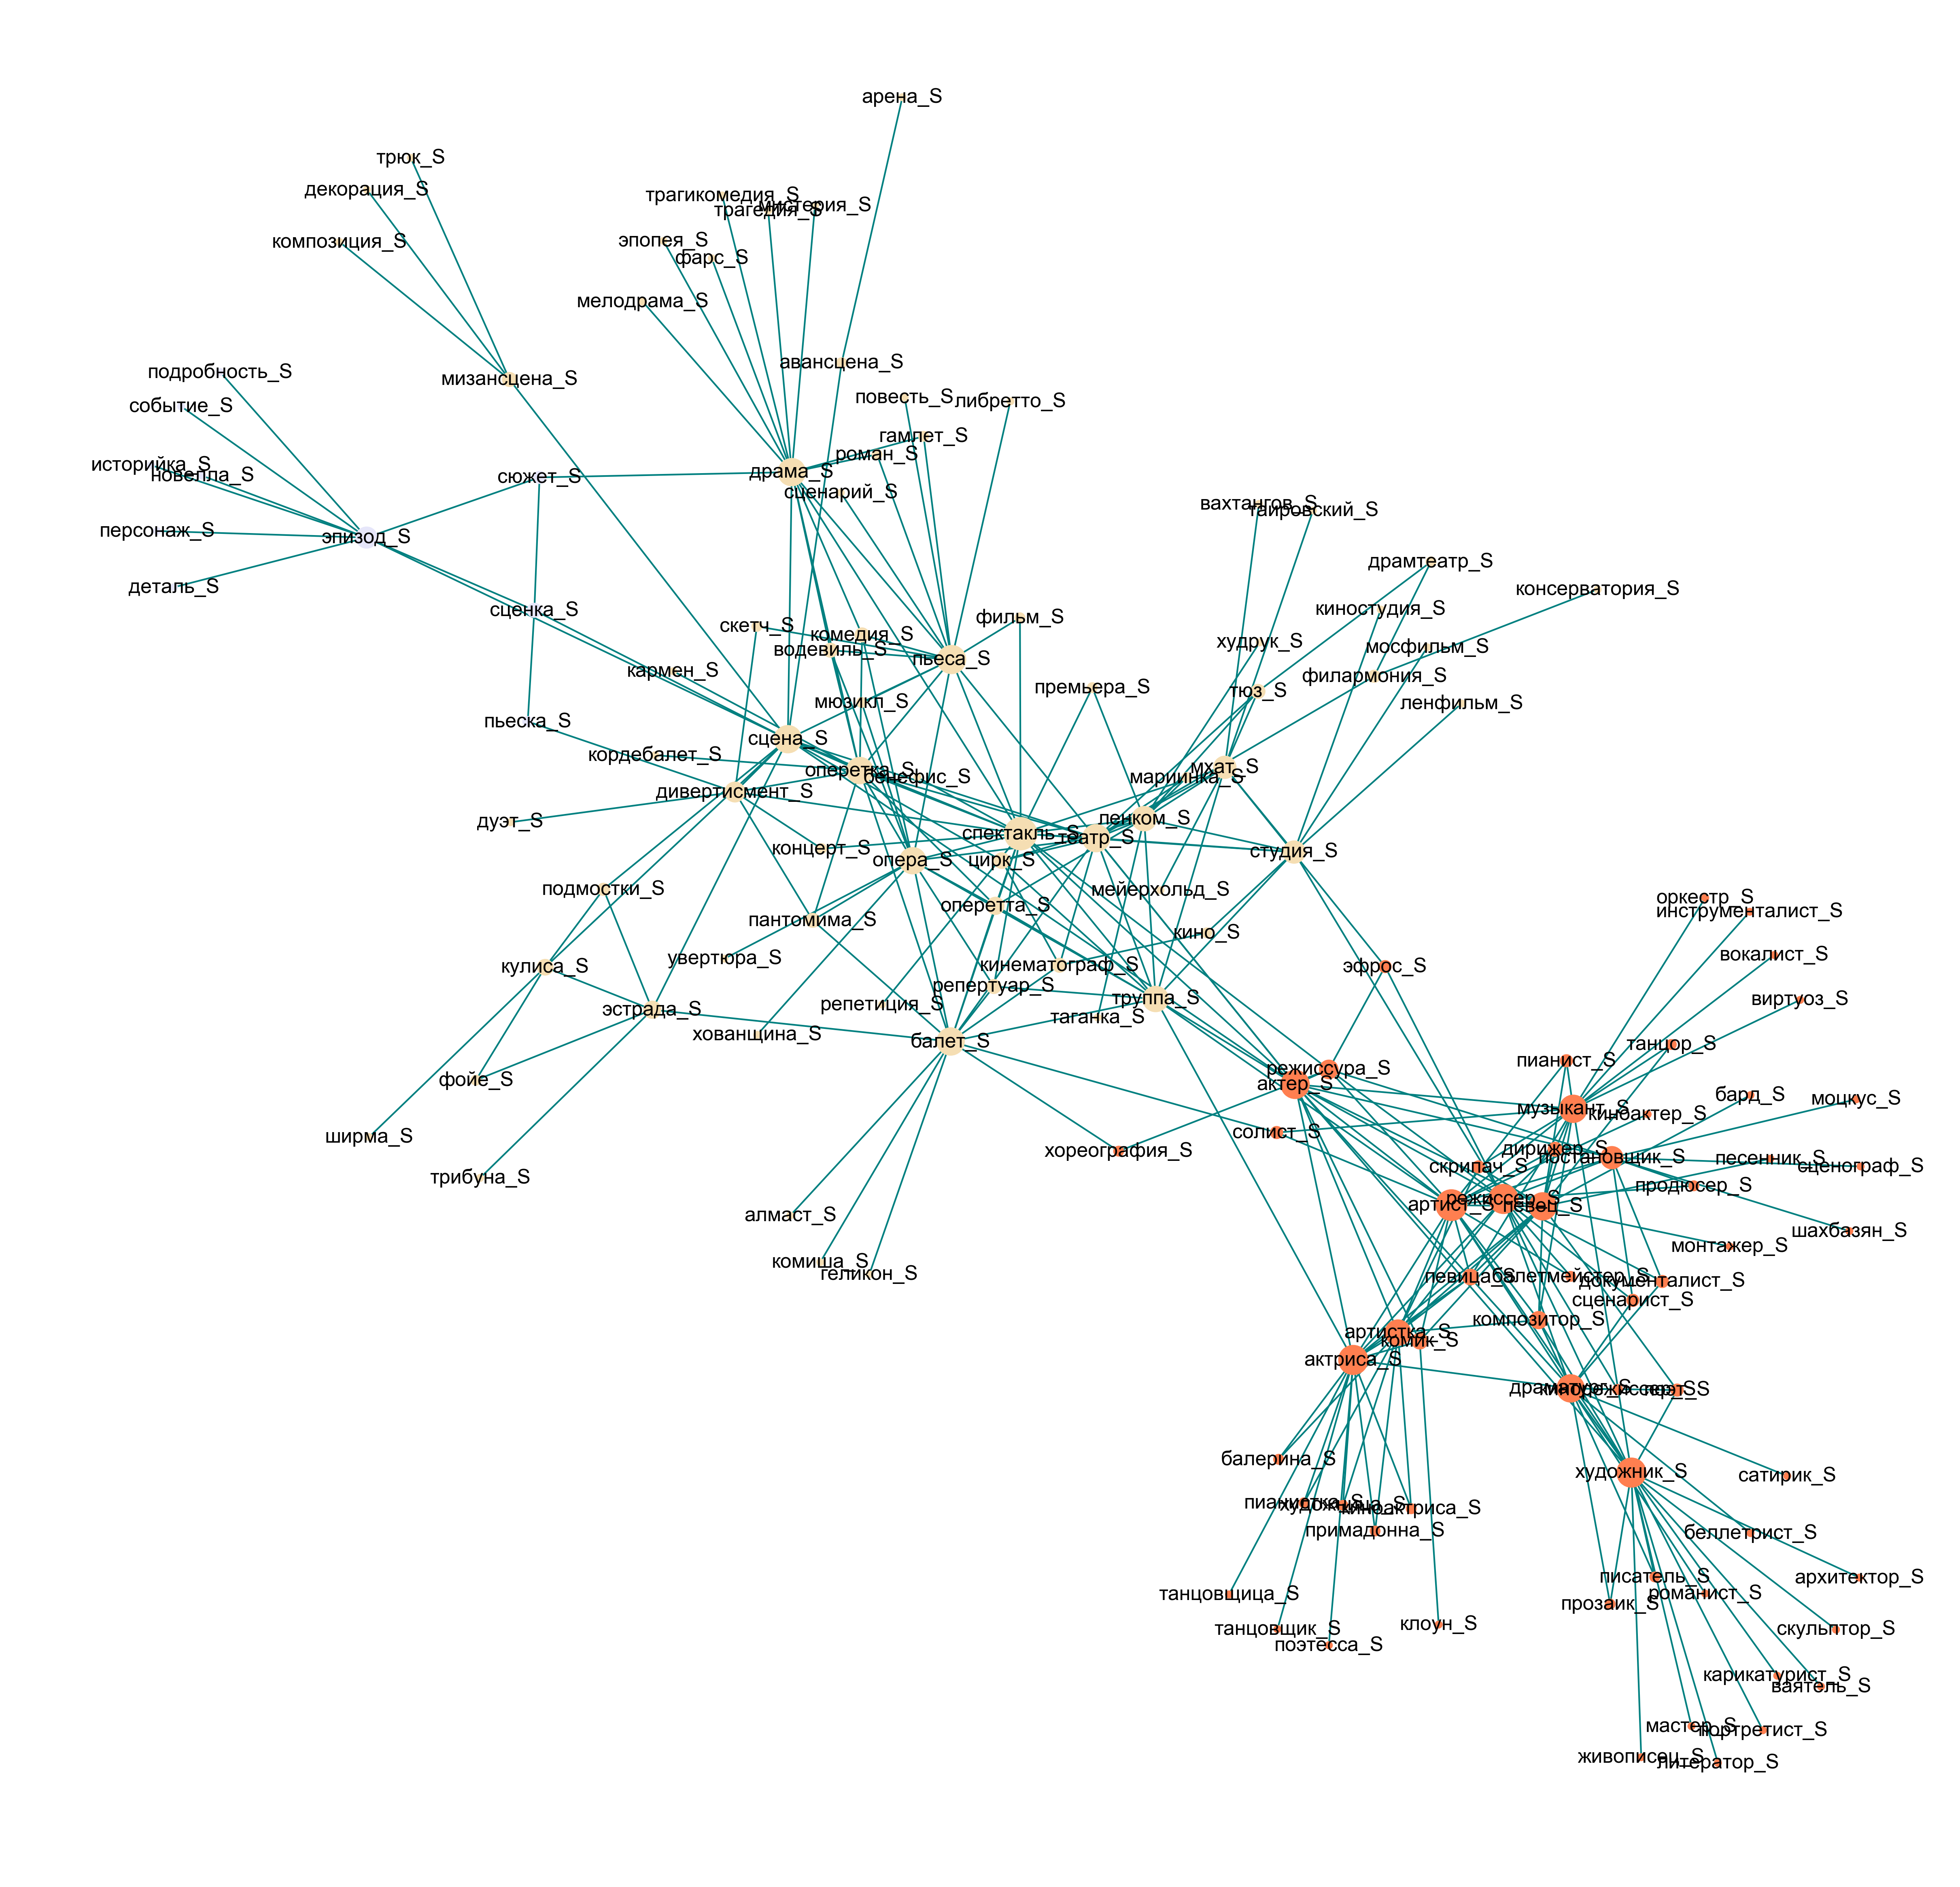 арена_S
трюк_S
декорация_S
трагикомедия_S
мистерия_S
трагедия_S
композиция_S
эпопея_S
фарс_S
мелодрама_S
авансцена_S
подробность_S
мизансцена_S
повесть_S
либретто_S
событие_S
гамлет_S
роман_S
историйка_S
новелла_S
сюжет_S
драма_S
сценарий_S
вахтангов_S
таировский_S
персонаж_S
эпизод_S
драмтеатр_S
деталь_S
консерватория_S
сценка_S
киностудия_S
фильм_S
скетч_S
комедия_S
водевиль_S
худрук_S
мосфильм_S
пьеса_S
кармен_S
филармония_S
премьера_S
тюз_S
мюзикл_S
ленфильм_S
пьеска_S
сцена_S
кордебалет_S
оперетка_S
бенефис_S
мхат_S
мариинка_S
дивертисмент_S
дуэт_S
ленком_S
спектакль_S
театр_S
концерт_S
опера_S
цирк_S
студия_S
подмостки_S
мейерхольд_S
оркестр_S
инструменталист_S
оперетта_S
пантомима_S
кино_S
вокалист_S
увертюра_S
кулиса_S
кинематограф_S
эфрос_S
репертуар_S
труппа_S
виртуоз_S
репетиция_S
эстрада_S
таганка_S
хованщина_S
балет_S
танцор_S
пианист_S
режиссура_S
фойе_S
актер_S
бард_S
моцкус_S
музыкант_S
киноактер_S
ширма_S
солист_S
хореография_S
дирижер_S
постановщик_S
песенник_S
сценограф_S
скрипач_S
трибуна_S
продюсер_S
артист_S
режиссер_S
певец_S
алмаст_S
шахбазян_S
монтажер_S
комиша_S
геликон_S
певица
балетмейстер_S
документалист_S
сценарист_S
композитор_S
артистка_S
комик_S
актриса_S
драматург_S
кинорежиссер_S
поэт_S
балерина_S
художник_S
сатирик_S
пианистка_S
художница_S
киноактриса_S
примадонна_S
беллетрист_S
писатель_S
архитектор_S
танцовщица_S
романист_S
прозаик_S
клоун_S
танцовщик_S
скульптор_S
поэтесса_S
карикатурист_S
ваятель_S
мастер_S
портретист_S
живописец_S
литератор_S